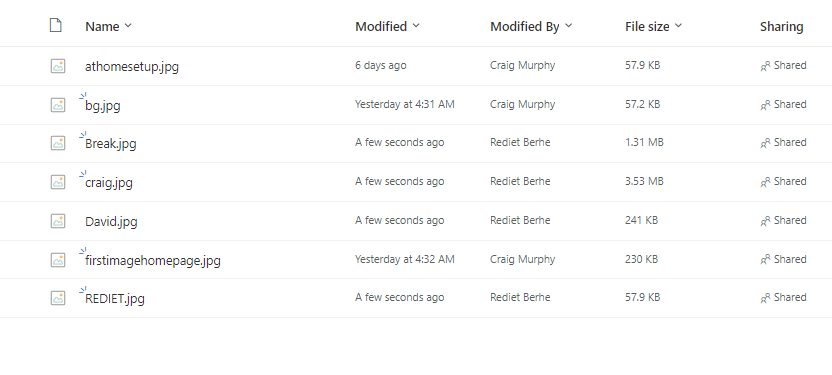 Name Modified Modified By File size Sharing
athomesetup.jpg 6 days ago Craig Murphy 57.9 KB Shared
bg.jpg Yesterday at 4:31 AM Craig Murphy 57.2 KB Shared
Break.jpg A few seconds ago Rediet Berhe 1.31 MB Shared
craig.jpg A few seconds ago Rediet Berhe 3.53 MB Shared
David.jpg A few seconds ago Rediet Berhe 241 KB Shared
firstimagehomepage.jpg Yesterday at 4:32 AM Craig Murphy 230 KB Shared
REDIET.jpg A few seconds ago Rediet Berhe 57.9 KB Shared